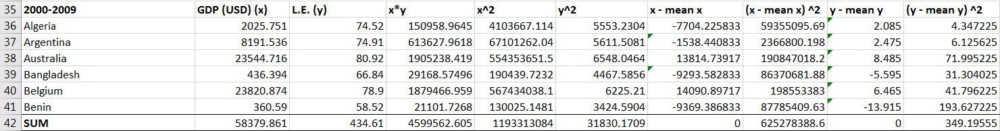 35 2000-2009 GDP (USD) (x) L.E. (y) x*y x^2 y^2 x - mean x (x - mean x) ^2 y - mean y (y - mean y) ^2
36 Algeria 2025.751 74.52 150958.9645 4103667.114 5553.2304 -7704.225833 59355095.69 2.085 4.347225
37 Argentina 8191.536 74.91 613627.9618 67101262.04 5611.5081 -1538.440833 2366800.198 2.475 6.125625
38 Australia 23544.716 80.92 1905238.419 554353651.5 6548.0464 13814.73917 190847018.2 8.485 71.995225
39 Bangladesh 436.394 66.84 29168.57496 190439.7232 4467.5856 -9293.582833 86370681.88 -5.595 31.304025
40 Belgium 23820.874 78.9 1879466.959 567434038.1 6225.21 14090.89717 198553383 6.465 41.796225
41 Benin 360.59 58.52 21101.7268 130025.1481 3424.5904 -9369.386833 87785409.63 -13.915 193.627225
42 SUM 58379.861 434.61 4599562.605 1193313084 31830.1709 0 625278388.6 0 349.19555